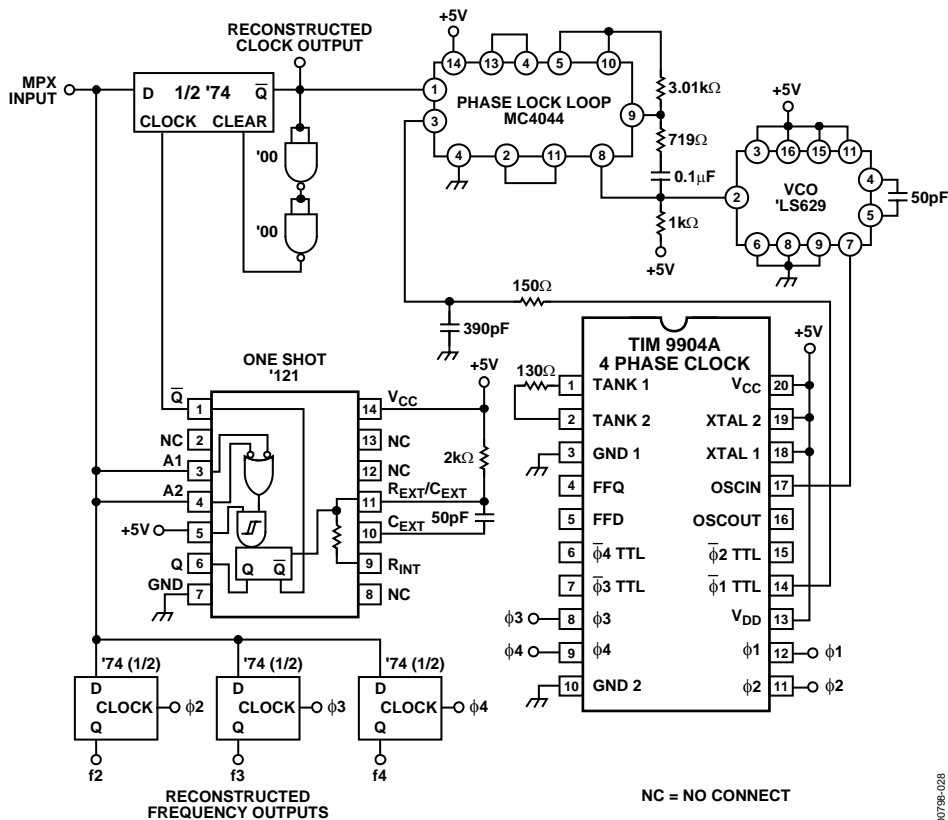 RECONSTRUCTED
CLOCK OUTPUT
MPX
INPUT
D 1/2 '74 Q̅
CLOCK CLEAR
'00
'00
+5V
14 13 4 5 10
1
PHASE LOCK LOOP
MC4044
3
9
4 2 11 8
3.01kΩ
719Ω
0.1μF
1kΩ
+5V
+5V
3 16 15 11
2
VCO
'LS629
4
5
50pF
6 8 9 7
150Ω
390pF
ONE SHOT
'121
Q̅ 1
NC 2
A1 3
A2 4
+5V 5
Q 6
GND 7
Q Q̅
14 VCC
13 NC
12 NC
11 REXT/CEXT
10 CEXT
9 RINT
8 NC
+5V
2kΩ
50pF
130Ω
TIM 9904A
4 PHASE CLOCK
+5V
1 TANK 1 VCC 20
2 TANK 2 XTAL 2 19
3 GND 1 XTAL 1 18
4 FFQ OSCIN 17
5 FFD OSCOUT 16
6 ϕ̅4 TTL ϕ̅2 TTL 15
7 ϕ̅3 TTL ϕ̅1 TTL 14
ϕ3 8 ϕ3 VDD 13
ϕ4 9 ϕ4 ϕ1 12 ϕ1
10 GND 2 ϕ2 11 ϕ2
'74 (1/2) '74 (1/2) '74 (1/2)
D D D
CLOCK ϕ2 CLOCK ϕ3 CLOCK ϕ4
Q Q Q
f2 f3 f4
RECONSTRUCTED
FREQUENCY OUTPUTS
NC = NO CONNECT
00798-028